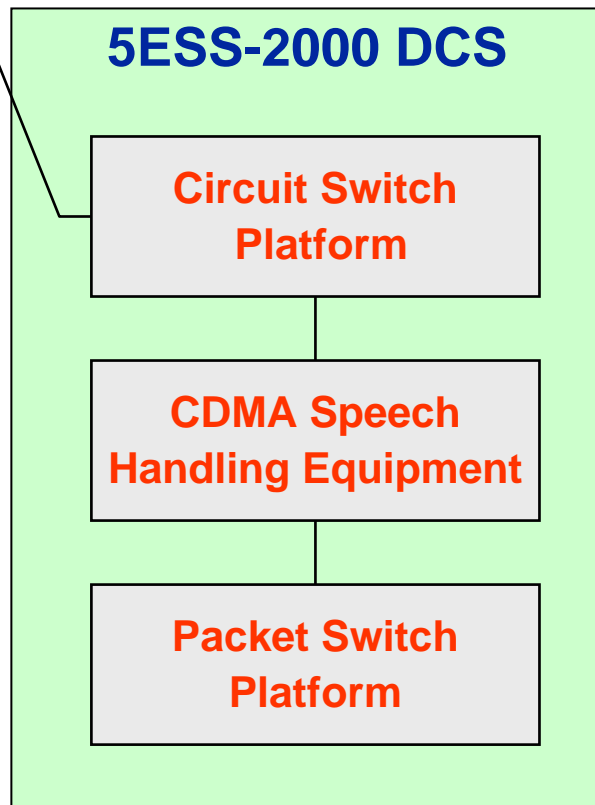 5ESS-2000 DCS
Circuit Switch
Platform
CDMA Speech
Handling Equipment
Packet Switch
Platform